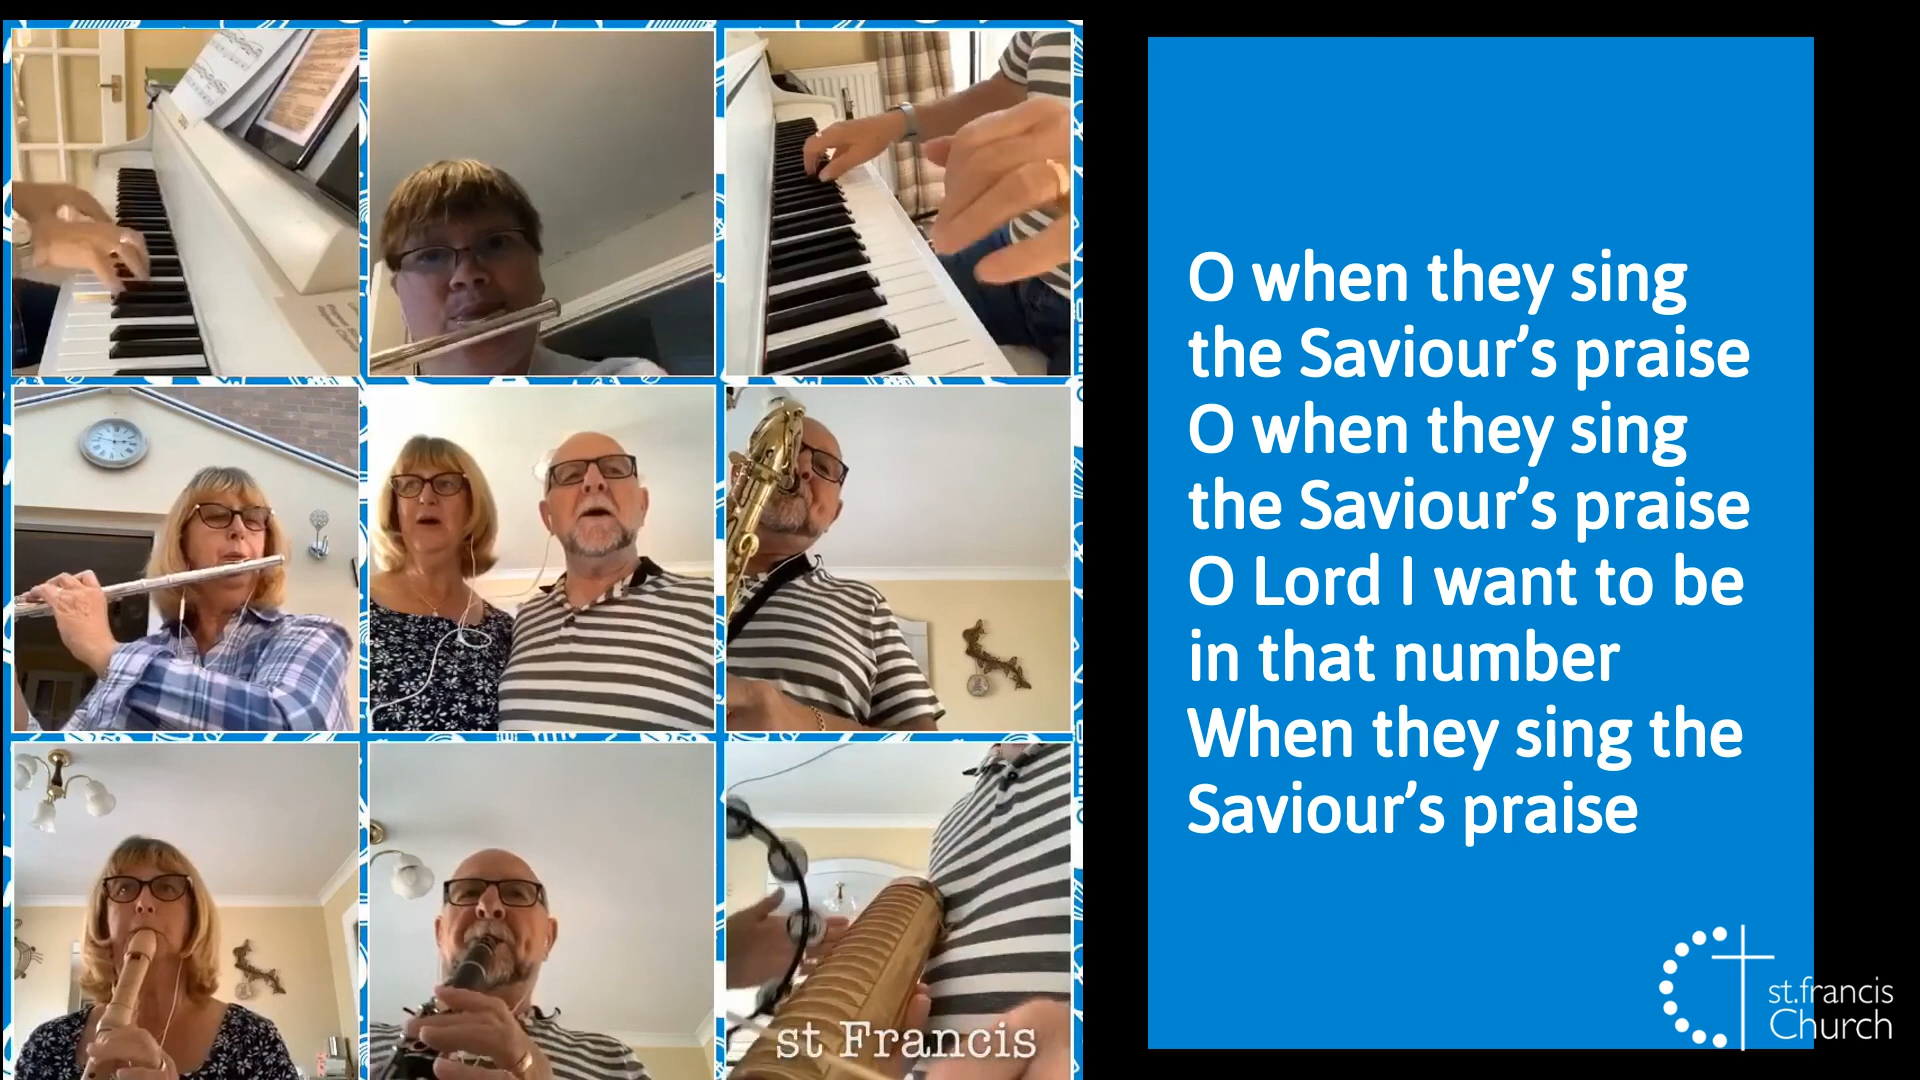 O when they sing
the Saviour’s praise
O when they sing
the Saviour’s praise
O Lord I want to be
in that number
When they sing the
Saviour’s praise
st Francis
st.francis
Church